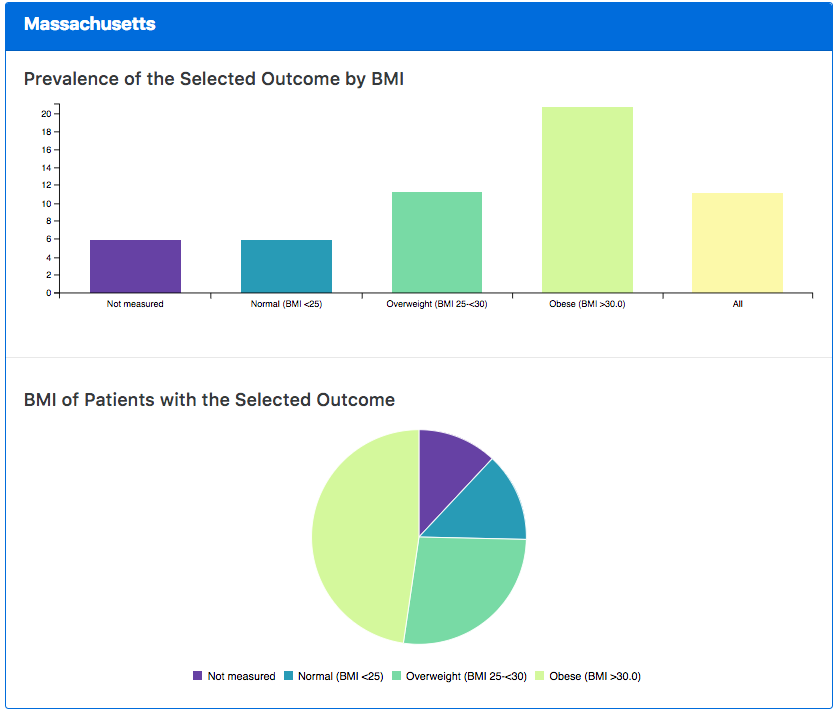 Massachusetts
Prevalence of the Selected Outcome by BMI
20
18
16
14
12
10
8
6
4
2
0
Not measured Normal (BMI <25) Overweight (BMI 25-<30) Obese (BMI >30.0) All
BMI of Patients with the Selected Outcome
Not measured Normal (BMI <25) Overweight (BMI 25-<30) Obese (BMI >30.0)